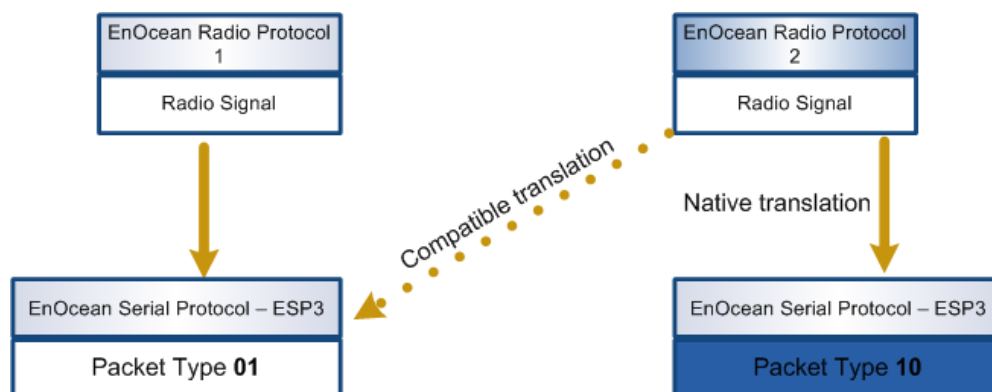 EnOcean Radio Protocol
1
Radio Signal
EnOcean Radio Protocol
2
Radio Signal
Compatible translation
Native translation
EnOcean Serial Protocol – ESP3
Packet Type 01
EnOcean Serial Protocol – ESP3
Packet Type 10